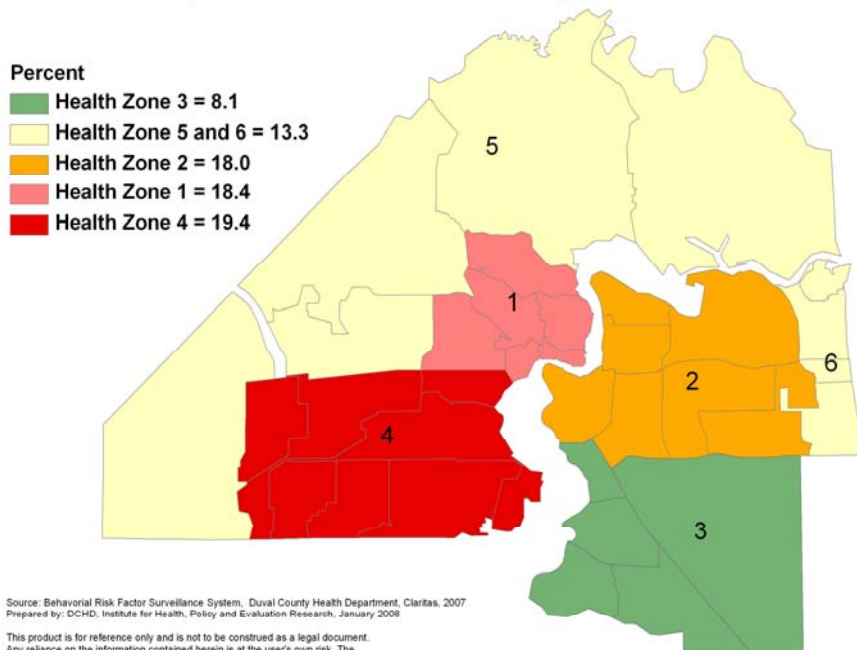 Percent
Health Zone 3 = 8.1
Health Zone 5 and 6 = 13.3
Health Zone 2 = 18.0
Health Zone 1 = 18.4
Health Zone 4 = 19.4
5
1
6
2
4
3
Source: Behavorial Risk Factor Surveillance System, Duval County Health Department, Claritas, 2007
Prepared by: DCHD, Institute for Health, Policy and Evaluation Research, January 2008
This product is for reference only and is not to be construed as a legal document.
Any reliance on the information contained herein is at the user's own risk. The